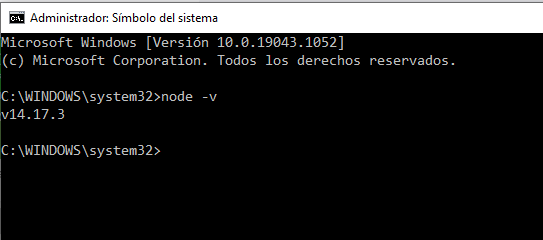 Administrador: Símbolo del sistema
Microsoft Windows [Versión 10.0.19043.1052]
(c) Microsoft Corporation. Todos los derechos reservados.
C:\WINDOWS\system32>node -v
v14.17.3
C:\WINDOWS\system32>